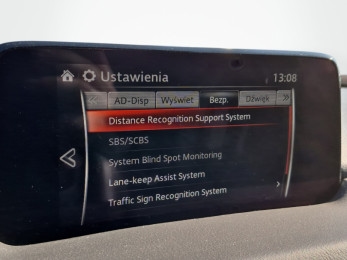 Ustawienia
13:08
AD-Disp
Wyświet
Bezp.
Dźwięk
Distance Recognition Support System
SBS/SCBS
System Blind Spot Monitoring
Lane-keep Assist System
Traffic Sign Recognition System